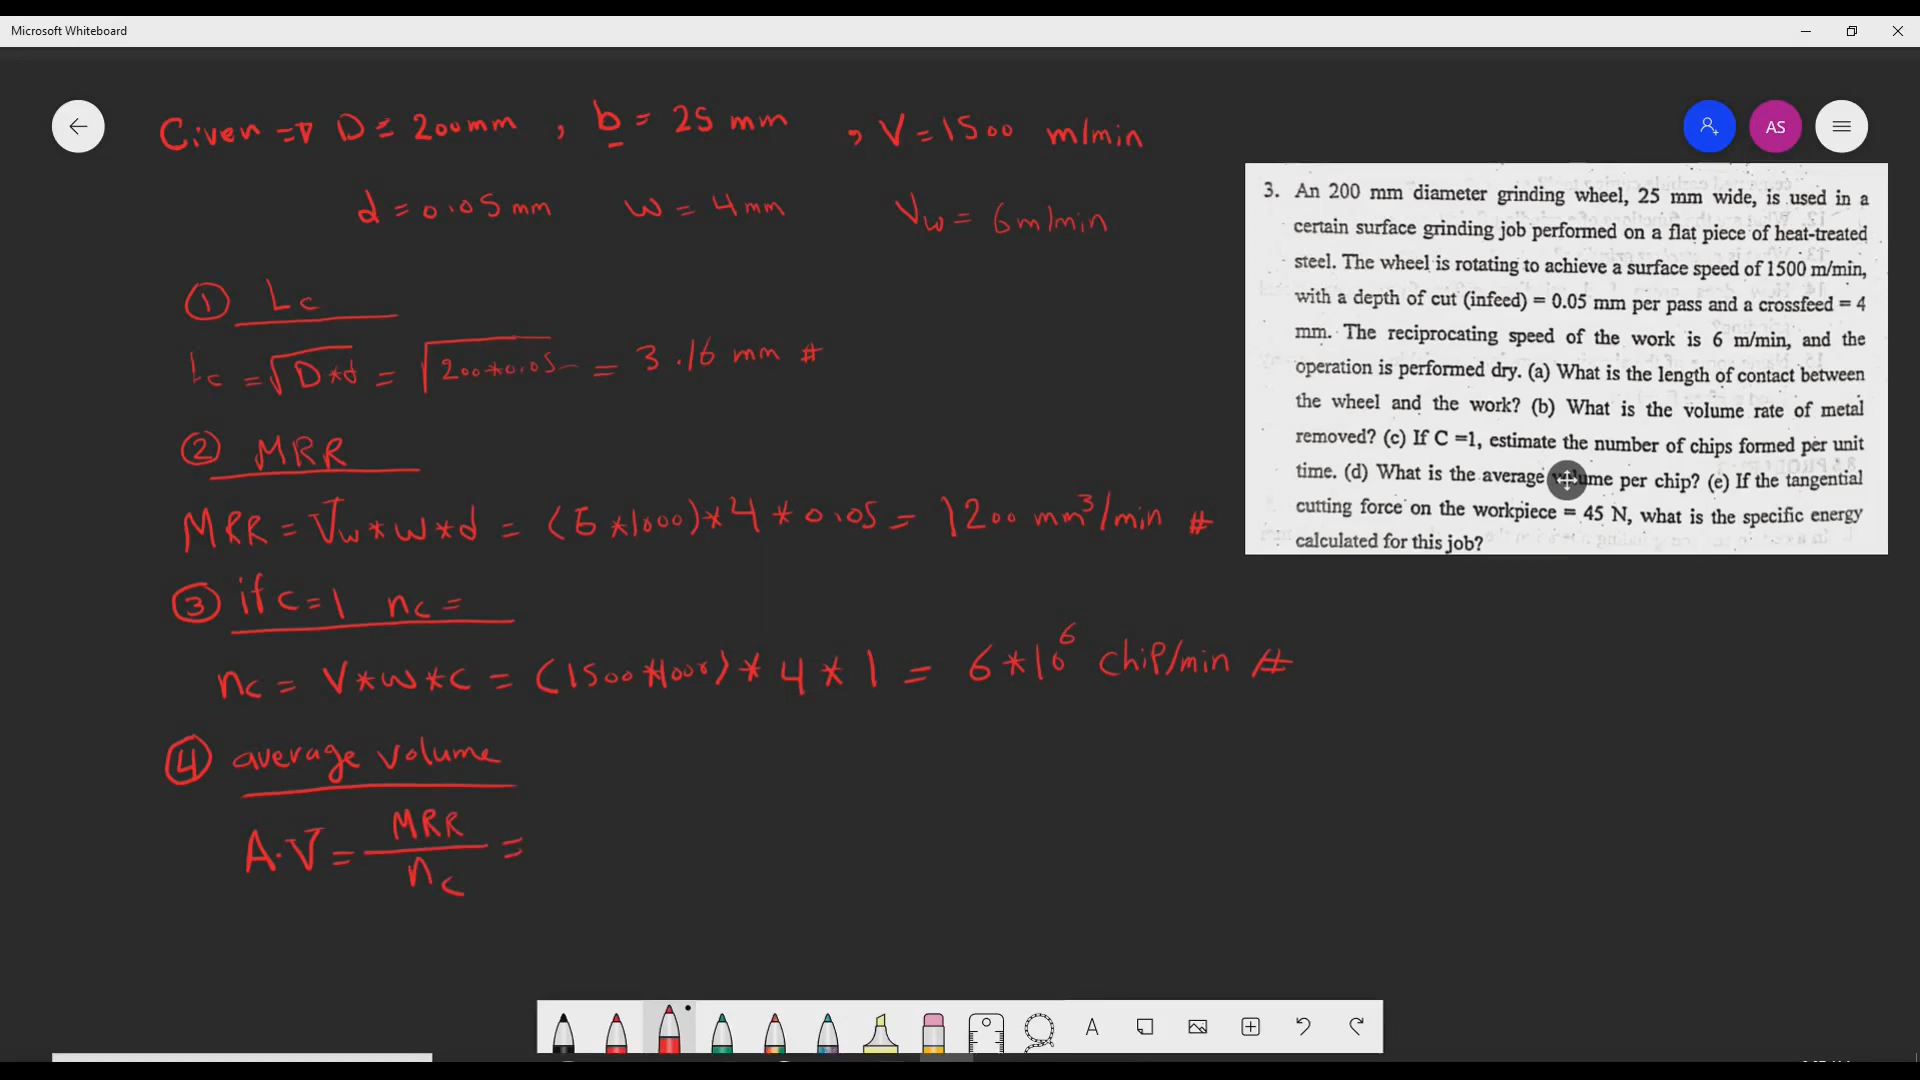 Microsoft Whiteboard
Given => D = 200mm , b = 25 mm , V = 1500 m/min
AS
d = 0.05 mm w = 4 mm Vw = 6 m/min
① Lc
Lc = √D*d = √200*0.05 = 3.16 mm #
② MRR
MRR = Vw * w * d = (6*1000)*4*0.05 = 1200 mm³/min #
③ if c = 1 nc =
nc = V*w*c = (1500*1000)*4*1 = 6*10⁶ chip/min #
④ average volume
A.V = MRR / nc =
3. An 200 mm diameter grinding wheel, 25 mm wide, is used in a
certain surface grinding job performed on a flat piece of heat-treated
steel. The wheel is rotating to achieve a surface speed of 1500 m/min,
with a depth of cut (infeed) = 0.05 mm per pass and a crossfeed = 4
mm. The reciprocating speed of the work is 6 m/min, and the
operation is performed dry. (a) What is the length of contact between
the wheel and the work? (b) What is the volume rate of metal
removed? (c) If C =1, estimate the number of chips formed per unit
time. (d) What is the average volume per chip? (e) If the tangential
cutting force on the workpiece = 45 N, what is the specific energy
calculated for this job?
A